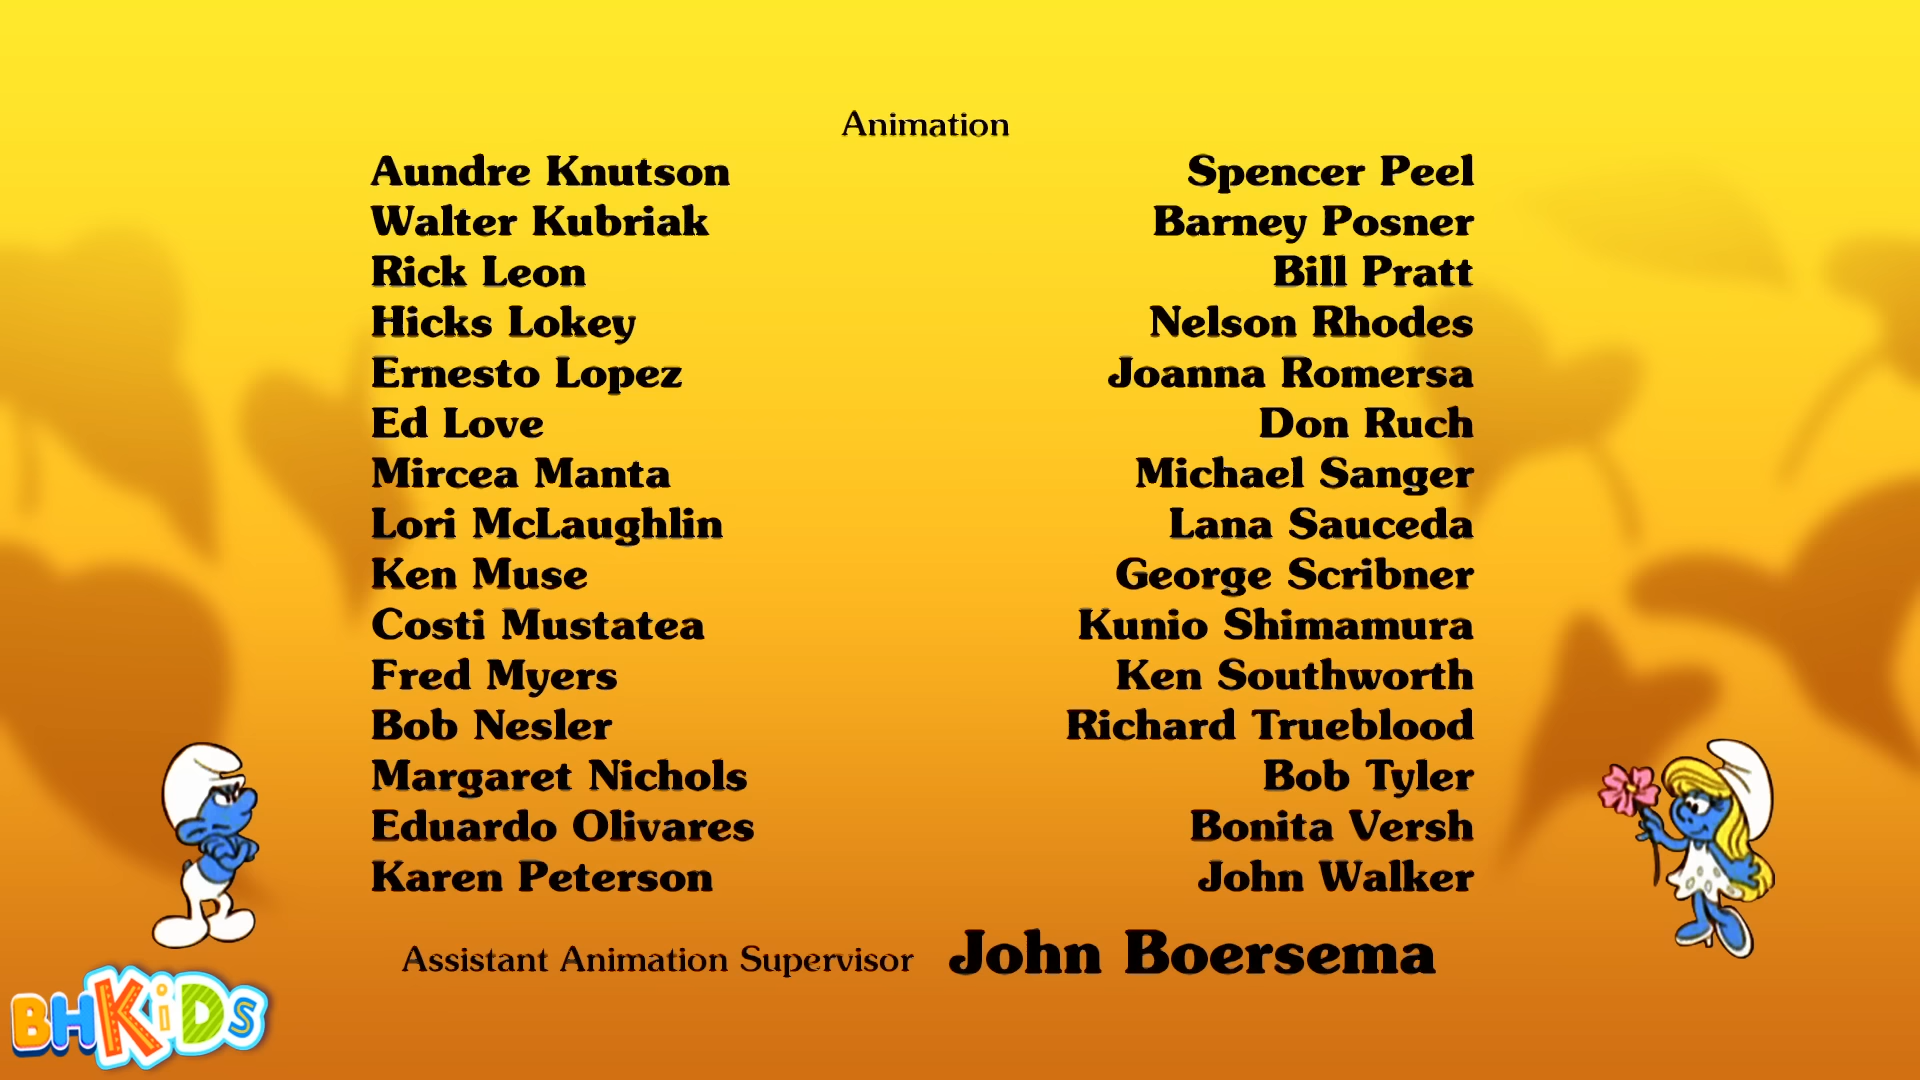 Animation
Aundre Knutson
Walter Kubriak
Rick Leon
Hicks Lokey
Ernesto Lopez
Ed Love
Mircea Manta
Lori McLaughlin
Ken Muse
Costi Mustatea
Fred Myers
Bob Nesler
Margaret Nichols
Eduardo Olivares
Karen Peterson
Spencer Peel
Barney Posner
Bill Pratt
Nelson Rhodes
Joanna Romersa
Don Ruch
Michael Sanger
Lana Sauceda
George Scribner
Kunio Shimamura
Ken Southworth
Richard Trueblood
Bob Tyler
Bonita Versh
John Walker
Assistant Animation Supervisor John Boersema
BHKiDS